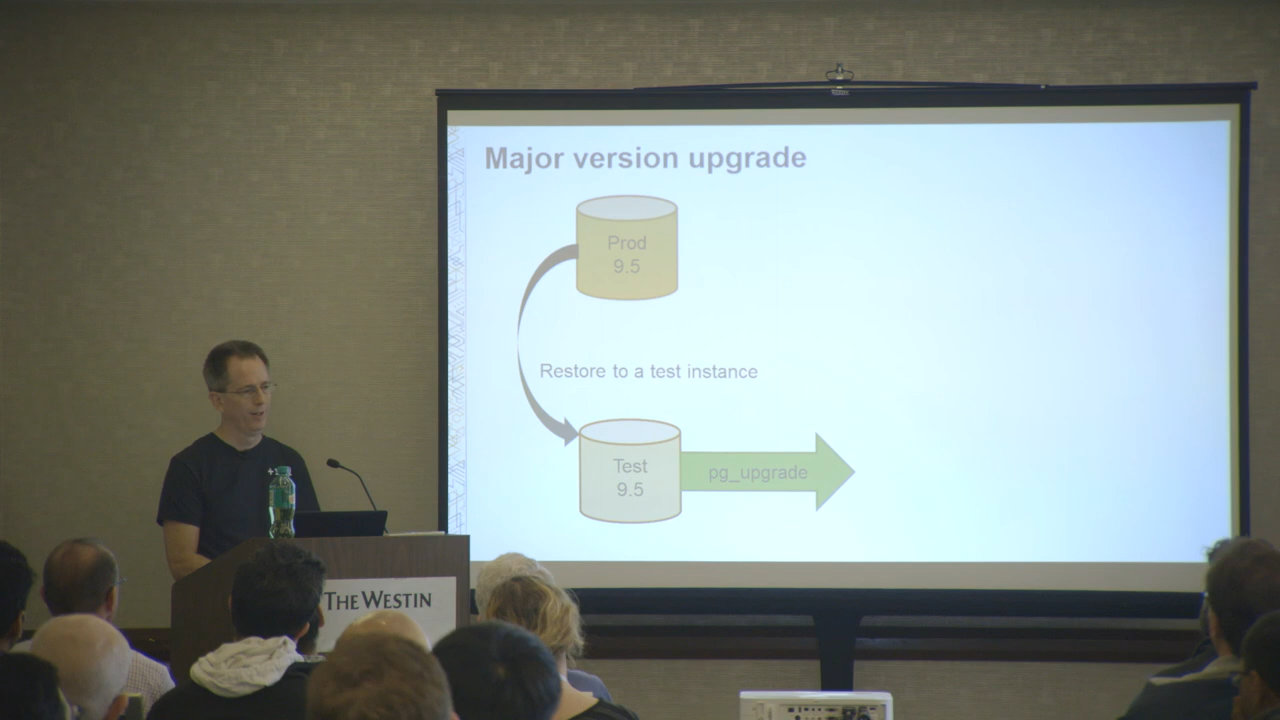 Major version upgrade
Prod
9.5
Restore to a test instance
Test
9.5
pg_upgrade
THE WESTIN